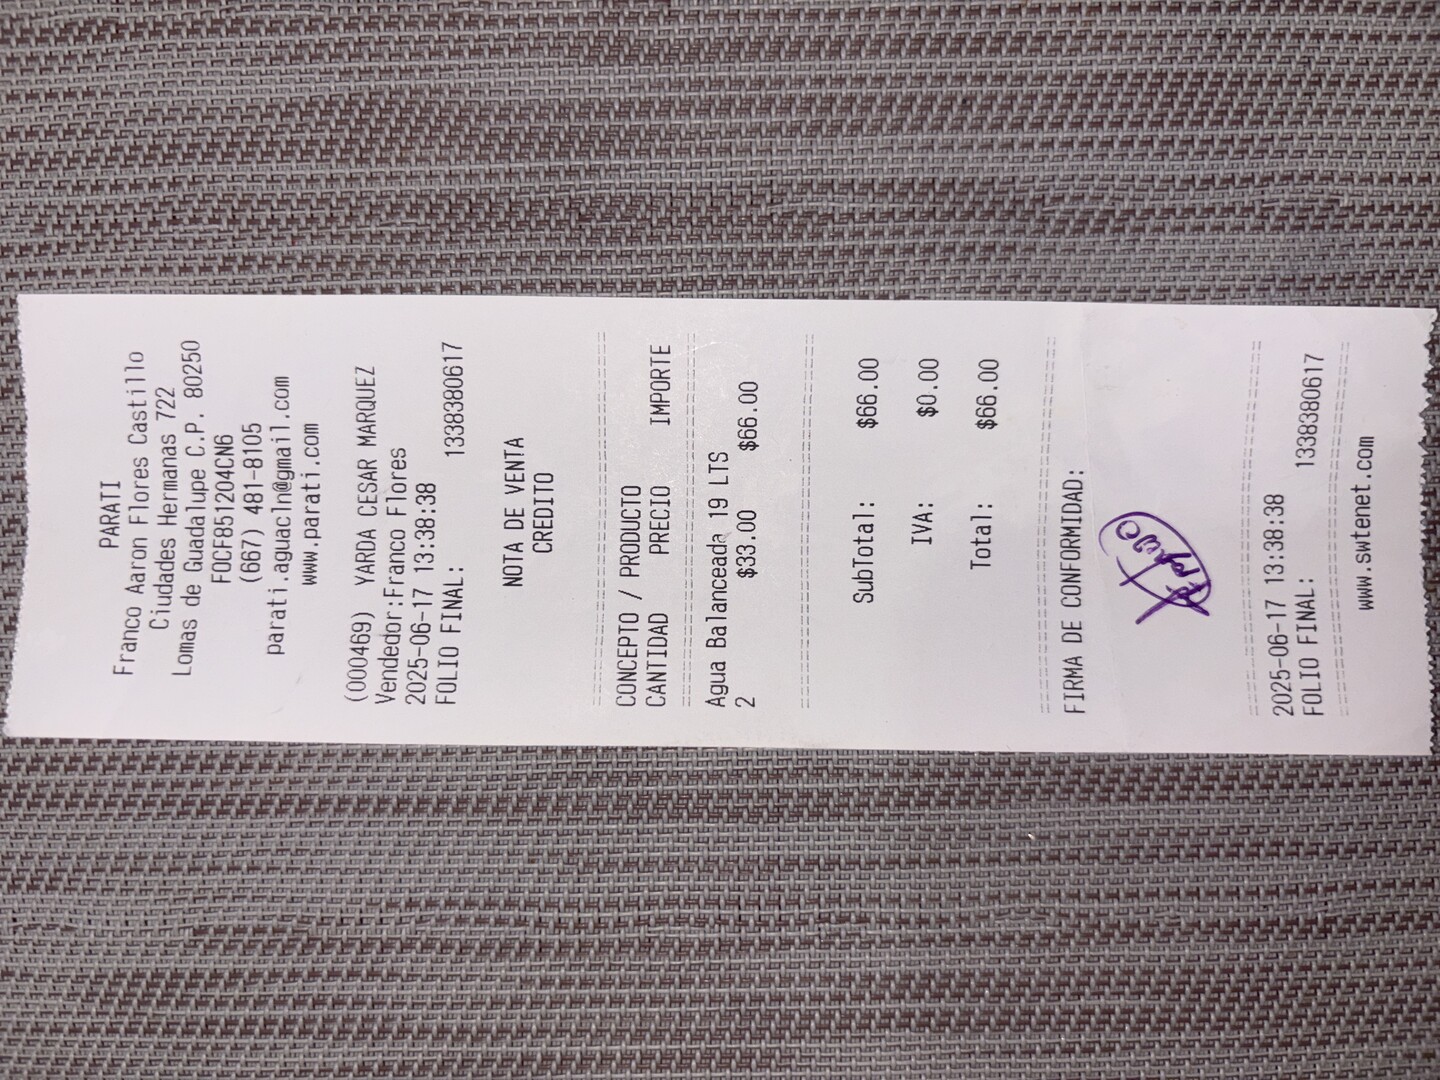 PARATI
Franco Aaron Flores Castillo
Ciudades Hermanas 722
Lomas de Guadalupe C.P. 80250
FOCF851204CN6
(667) 481-8105
parati.aguacln@gmail.com
www.parati.com
(000469) YARDA CESAR MARQUEZ
Vendedor:Franco Flores
2025-06-17 13:38:38
FOLIO FINAL: 1338380617
NOTA DE VENTA
CREDITO
CONCEPTO / PRODUCTO
CANTIDAD PRECIO IMPORTE
Agua Balanceada 19 LTS
2 $33.00 $66.00
SubTotal: $66.00
IVA: $0.00
Total: $66.00
FIRMA DE CONFORMIDAD:
2025-06-17 13:38:38
FOLIO FINAL: 1338380617
www.swtenet.com